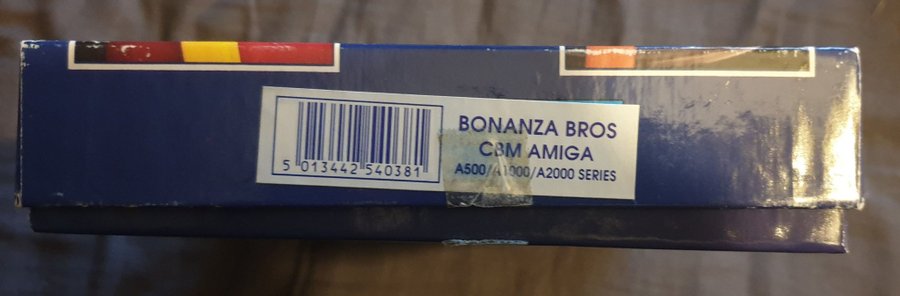 BONANZA BROS
CBM AMIGA
A500/A1000/A2000 SERIES
5 013442 540381